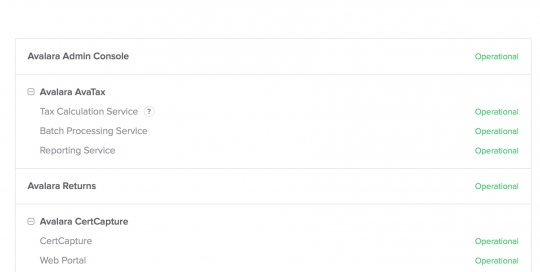 Avalara Admin Console Operational
Avalara AvaTax
Tax Calculation Service ? Operational
Batch Processing Service Operational
Reporting Service Operational
Avalara Returns Operational
Avalara CertCapture
CertCapture Operational
Web Portal Operational